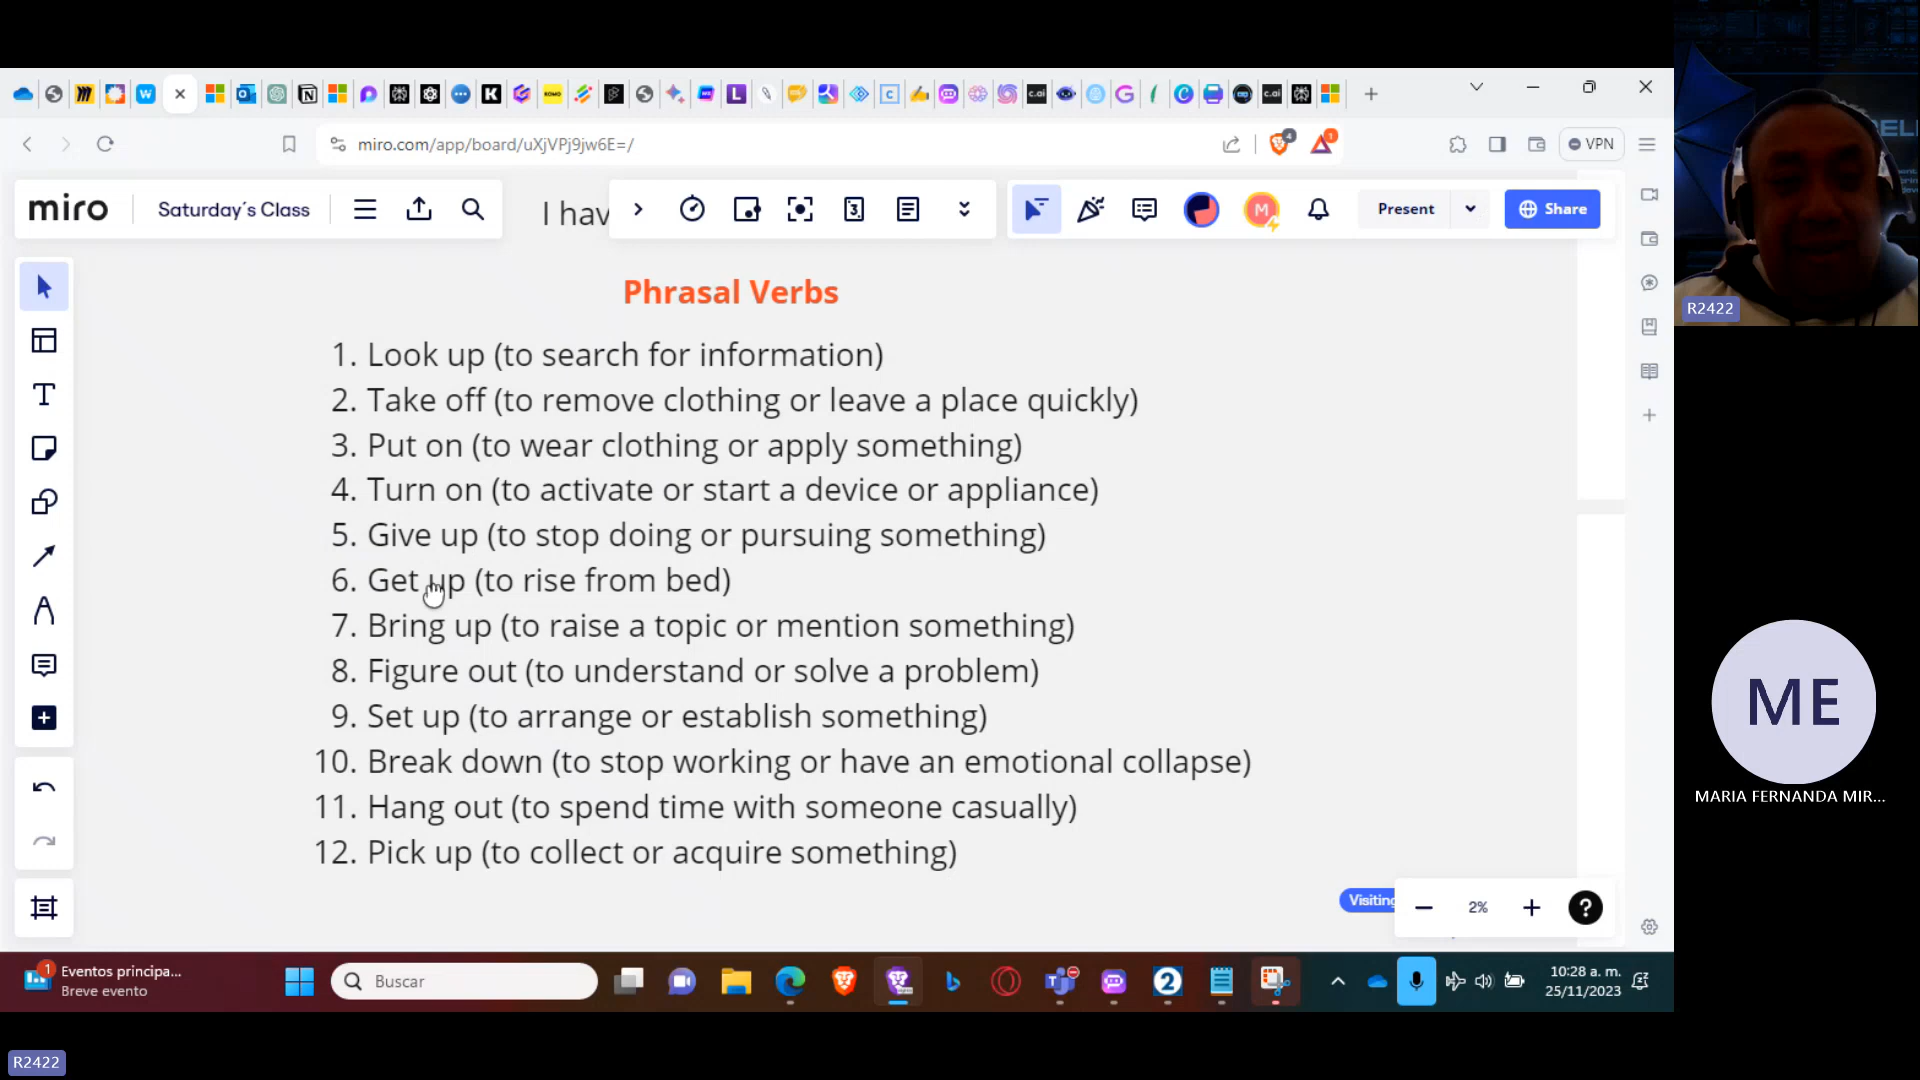 miro.com/app/board/uXjVPj9jw6E=/
VPN
miro
Saturday´s Class
I hav
3
M
Present
Share
Phrasal Verbs
1. Look up (to search for information)
2. Take off (to remove clothing or leave a place quickly)
3. Put on (to wear clothing or apply something)
4. Turn on (to activate or start a device or appliance)
5. Give up (to stop doing or pursuing something)
6. Get up (to rise from bed)
7. Bring up (to raise a topic or mention something)
8. Figure out (to understand or solve a problem)
9. Set up (to arrange or establish something)
10. Break down (to stop working or have an emotional collapse)
11. Hang out (to spend time with someone casually)
12. Pick up (to collect or acquire something)
Visiting
2%
?
R2422
ME
MARIA FERNANDA MIR...
1
Eventos principa...
Breve evento
Buscar
10:28 a. m.
25/11/2023
R2422